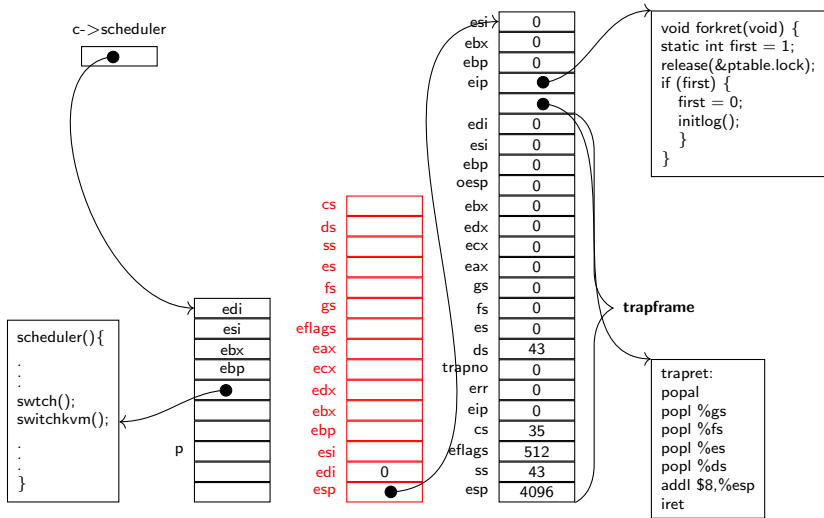 c->scheduler
edi
esi
ebx
ebp
p
scheduler(){
.
.
.
swtch();
switchkvm();
.
.
.
}
cs
ds
ss
es
fs
gs
eflags
eax
ecx
edx
ebx
ebp
esi
edi 0
esp
esi 0
ebx 0
ebp 0
eip
edi 0
esi 0
ebp 0
oesp 0
ebx 0
edx 0
ecx 0
eax 0
gs 0
fs 0
es 0
ds 43
trapno 0
err 0
eip 0
cs 35
eflags 512
ss 43
esp 4096
void forkret(void) {
static int first = 1;
release(&ptable.lock);
if (first) {
first = 0;
initlog();
}
}
trapframe
trapret:
popal
popl %gs
popl %fs
popl %es
popl %ds
addl $8,%esp
iret